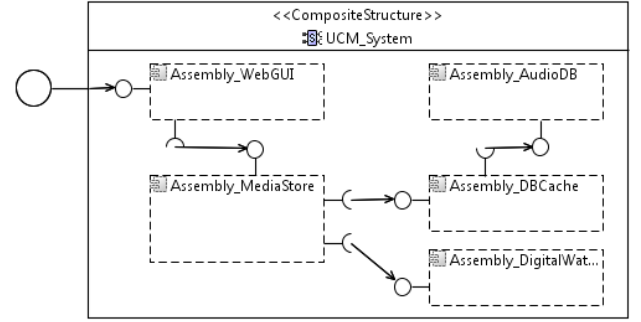 <<CompositeStructure>>
UCM_System
Assembly_WebGUI
Assembly_AudioDB
Assembly_MediaStore
Assembly_DBCache
Assembly_DigitalWat...